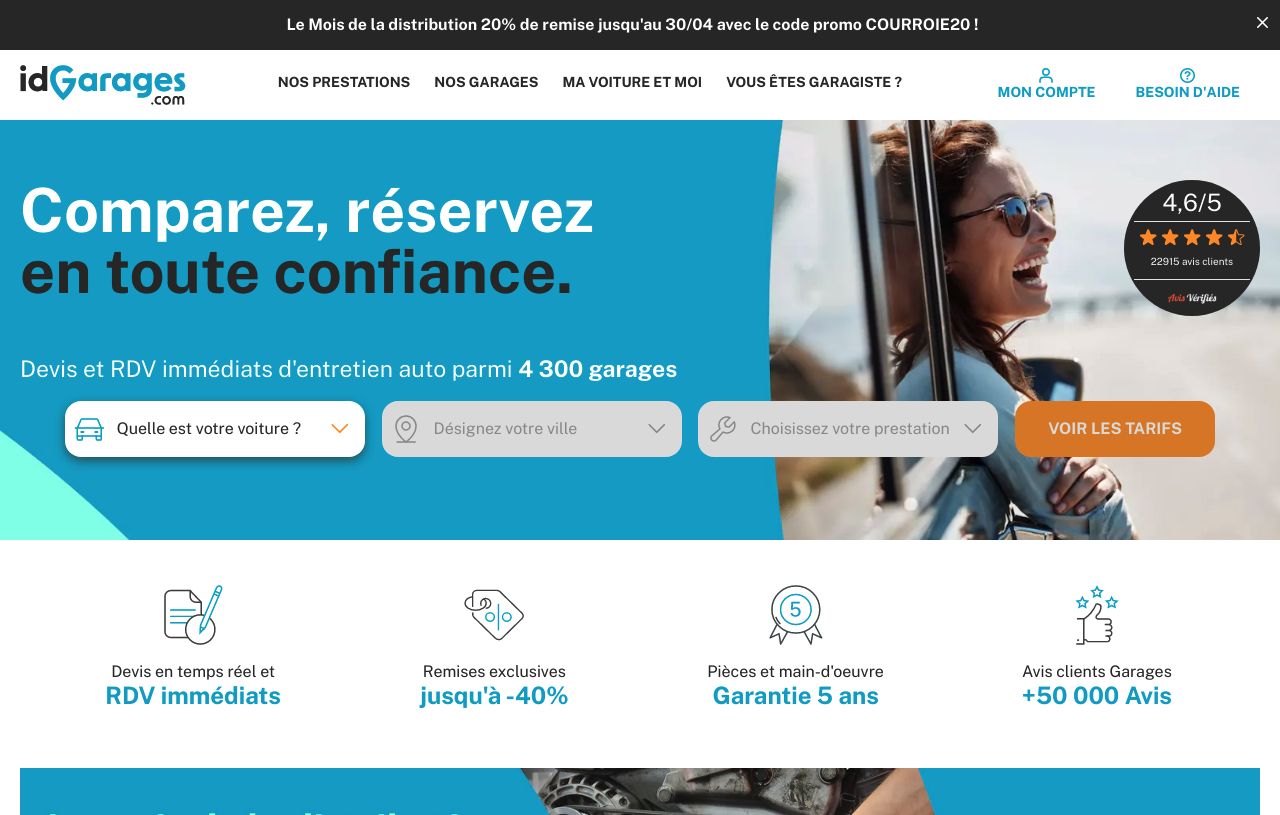 Le Mois de la distribution 20% de remise jusqu'au 30/04 avec le code promo COURROIE20 !
idGarages
.com
NOS PRESTATIONS
NOS GARAGES
MA VOITURE ET MOI
VOUS ÊTES GARAGISTE ?
MON COMPTE
BESOIN D'AIDE
Comparez, réservez
en toute confiance.
4,6/5
22915 avis clients
Avis Vérifiés
Devis et RDV immédiats d'entretien auto parmi 4 300 garages
Quelle est votre voiture ?
Désignez votre ville
Choisissez votre prestation
VOIR LES TARIFS
Devis en temps réel et
RDV immédiats
Remises exclusives
jusqu'à -40%
5
Pièces et main-d'oeuvre
Garantie 5 ans
Avis clients Garages
+50 000 Avis